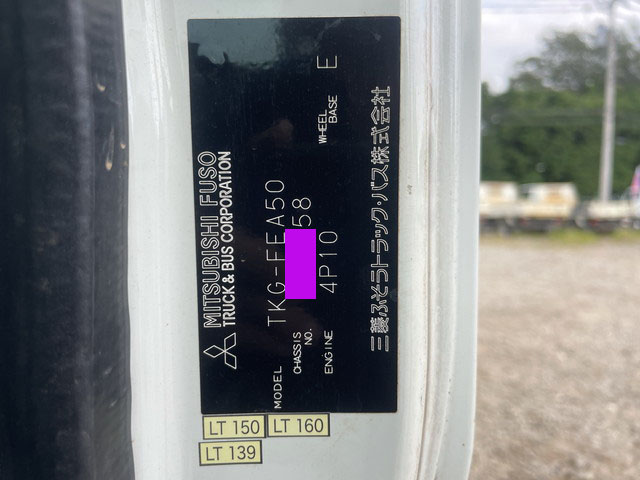 MITSUBISHI FUSO
TRUCK & BUS CORPORATION
MODEL TKG-FEA50
CHASSIS NO. 58
ENGINE 4P10
WHEEL BASE E
三菱ふそうトラック・バス株式会社
LT 150
LT 160
LT 139